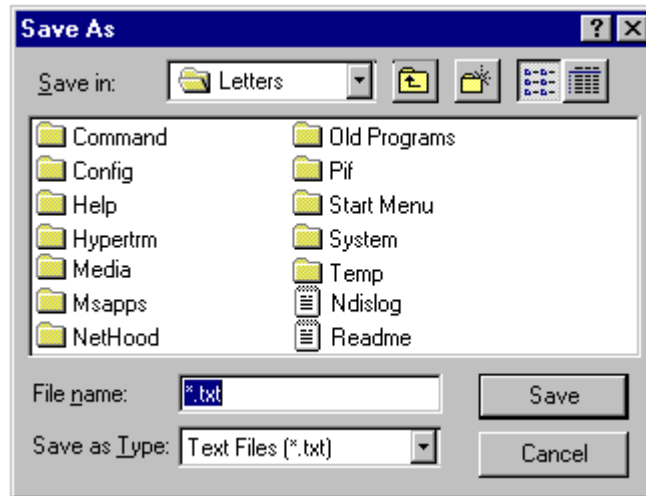 Save As
Save in: Letters
Command Old Programs
Config Pif
Help Start Menu
Hypertrm System
Media Temp
Msapps Ndislog
NetHood Readme
File name: *.txt Save
Save as Type: Text Files (*.txt) Cancel